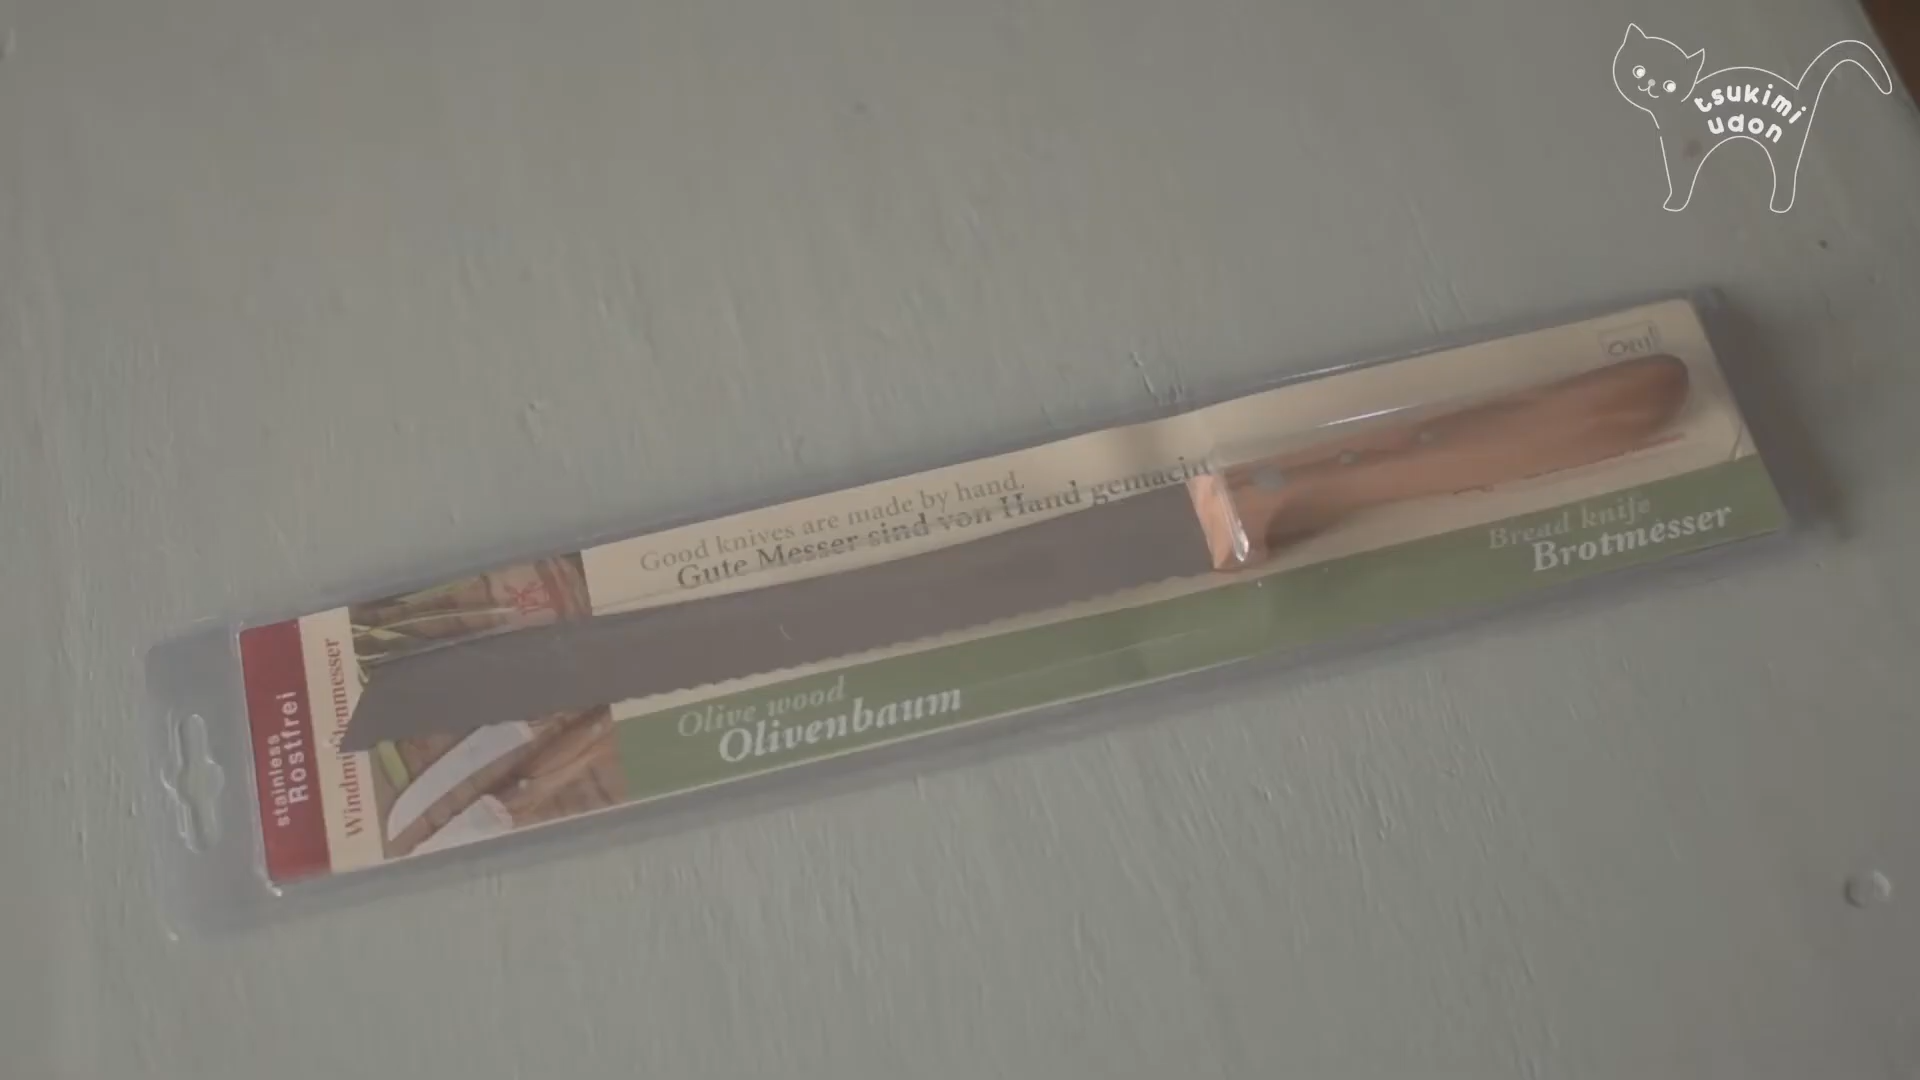 tsukimi
udon
Good knives are made by hand.
Gute Messer sind von Hand gemacht
Bread knife
Brotmesser
Olive wood
Olivenbaum
stainless
Rostfrei